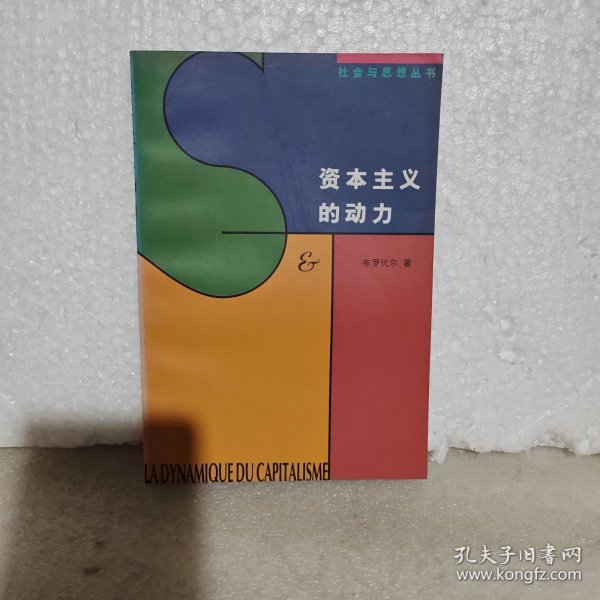 社会与思想丛书
资本主义
的动力
&
布罗代尔 著
LA DYNAMIQUE DU CAPITALISME
孔夫子旧书网
www.kongfz.com